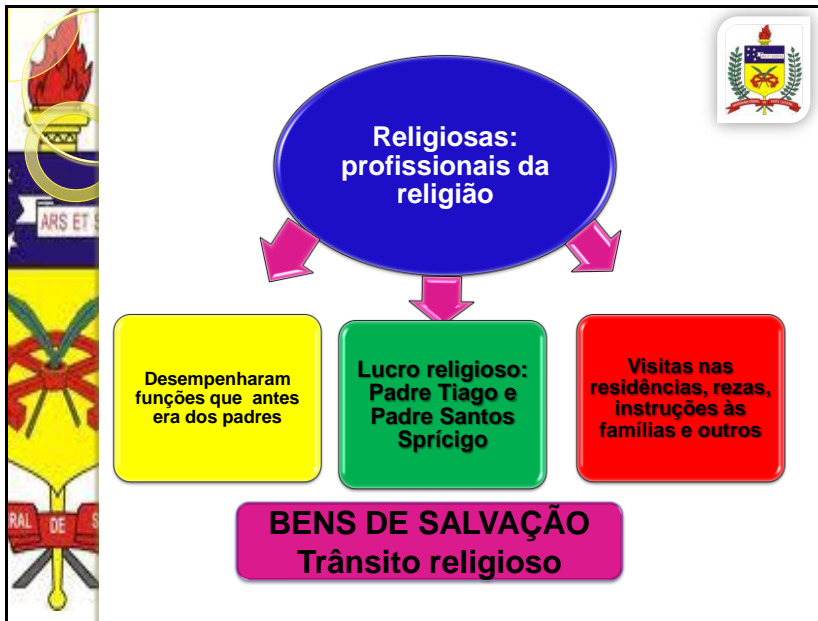 Religiosas:
profissionais da
religião
Desempenharam
funções que antes
era dos padres
Lucro religioso:
Padre Tiago e
Padre Santos
Sprícigo
Visitas nas
residências, rezas,
instruções às
famílias e outros
BENS DE SALVAÇÃO
Trânsito religioso
ARS ET S
RAL DE S